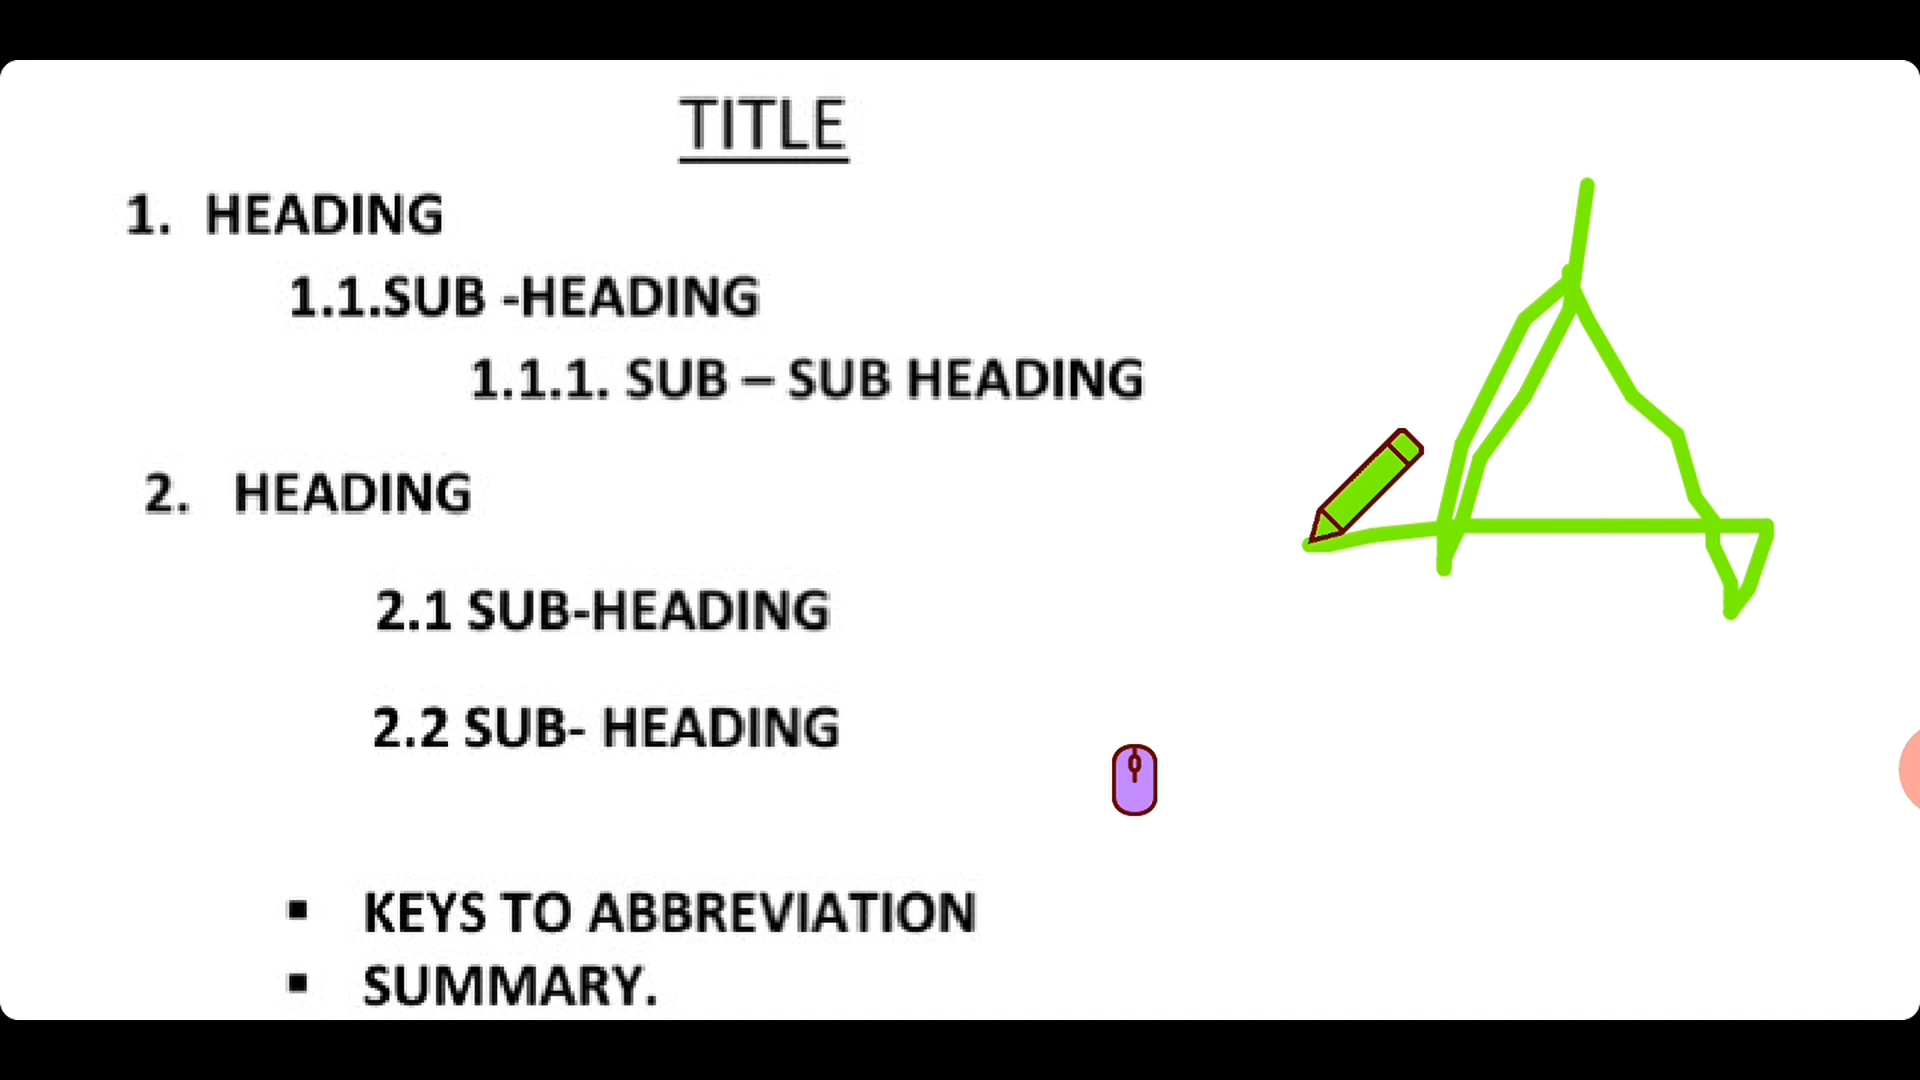 TITLE
1. HEADING
1.1.SUB -HEADING
1.1.1. SUB – SUB HEADING
2. HEADING
2.1 SUB-HEADING
2.2 SUB- HEADING
▪ KEYS TO ABBREVIATION
▪ SUMMARY.